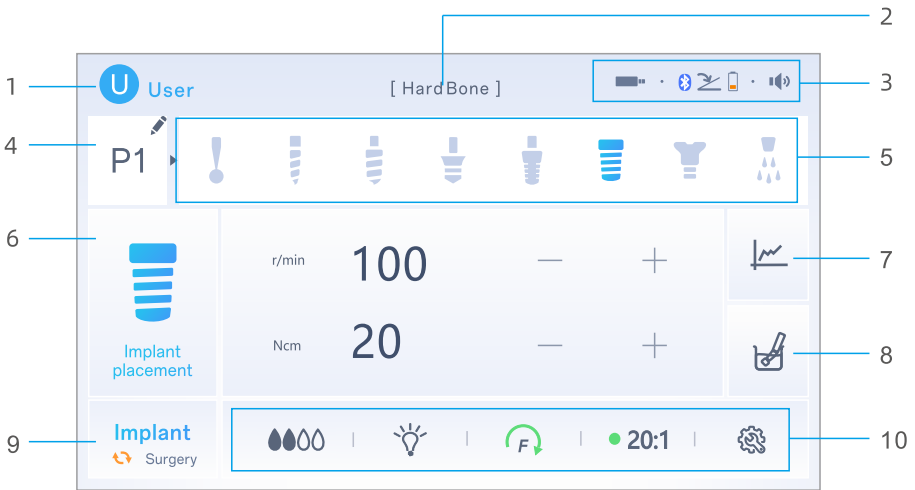 2
1
U User
[ HardBone ]
3
4
P1
5
6
r/min 100
7
Ncm 20
8
Implant
placement
9
Implant
Surgery
F
20:1
10